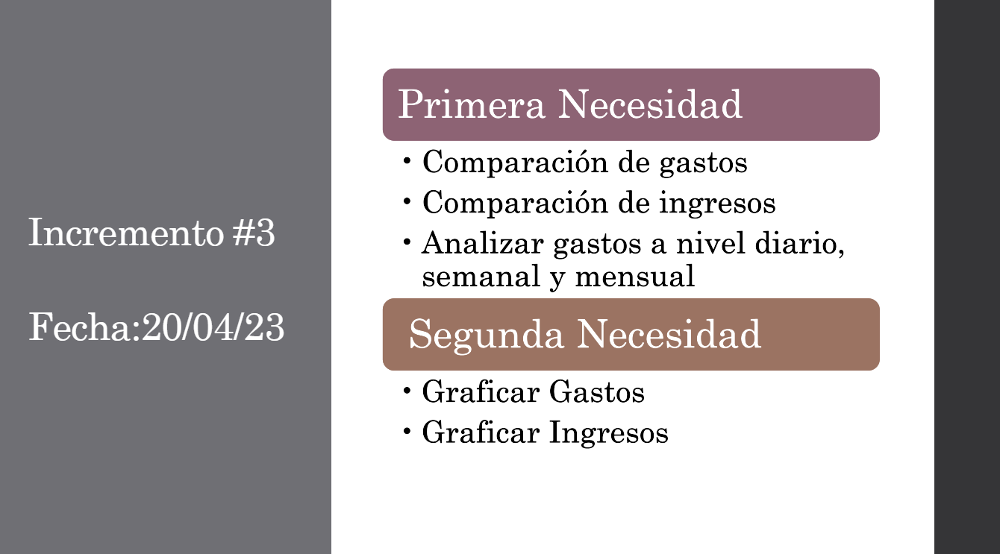 Incremento #3
Fecha:20/04/23
Primera Necesidad
• Comparación de gastos
• Comparación de ingresos
• Analizar gastos a nivel diario,
semanal y mensual
Segunda Necesidad
• Graficar Gastos
• Graficar Ingresos